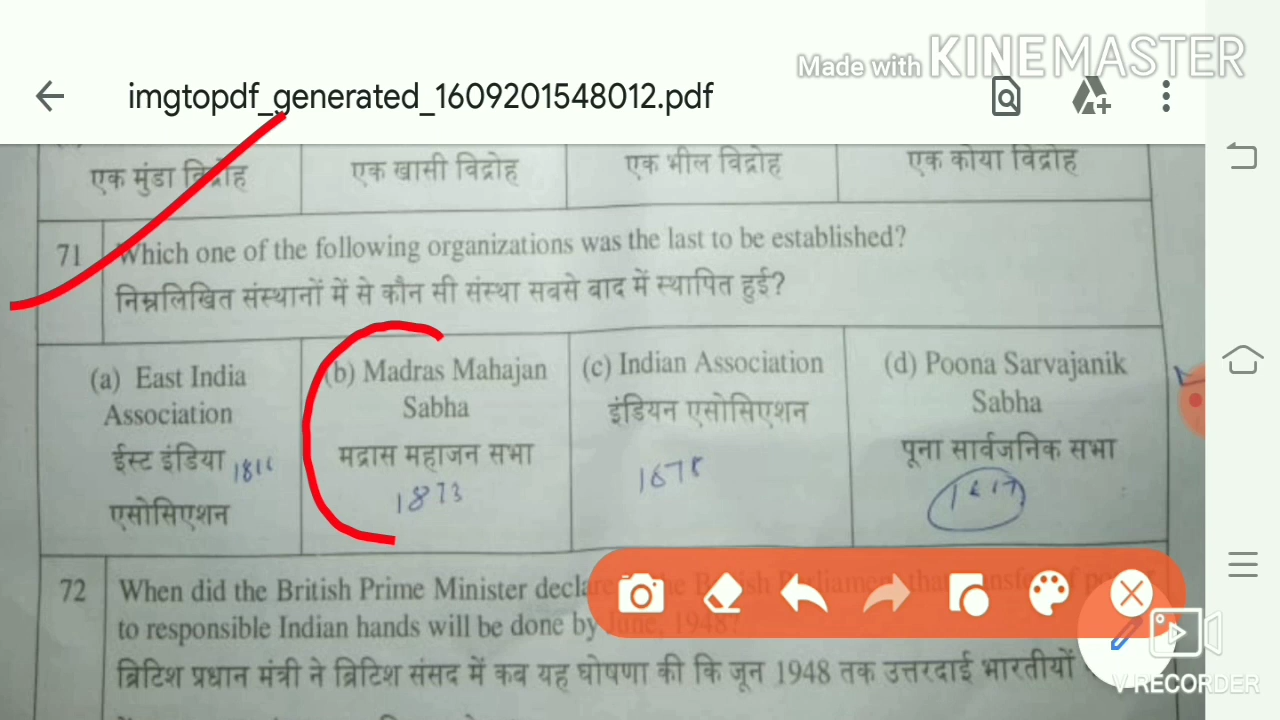 Made with KINEMASTER
imgtopdf_generated_1609201548012.pdf
एक मुंडा विद्रोह
एक खासी विद्रोह
एक भील विद्रोह
एक कोया विद्रोह
71
Which one of the following organizations was the last to be established?
निम्नलिखित संस्थानों में से कौन सी संस्था सबसे बाद में स्थापित हुई?
(a) East India
Association
ईस्ट इंडिया
एसोसिएशन
(b) Madras Mahajan
Sabha
मद्रास महाजन सभा
1873
(c) Indian Association
इंडियन एसोसिएशन
(d) Poona Sarvajanik
Sabha
पूना सार्वजनिक सभा
72
When did the British Prime Minister
to responsible Indian hands will be done by June, 1948?
ब्रिटिश प्रधान मंत्री ने ब्रिटिश संसद में कब यह घोषणा की कि जून 1948 तक उत्तरदाई भारतीयों
V RECORDER